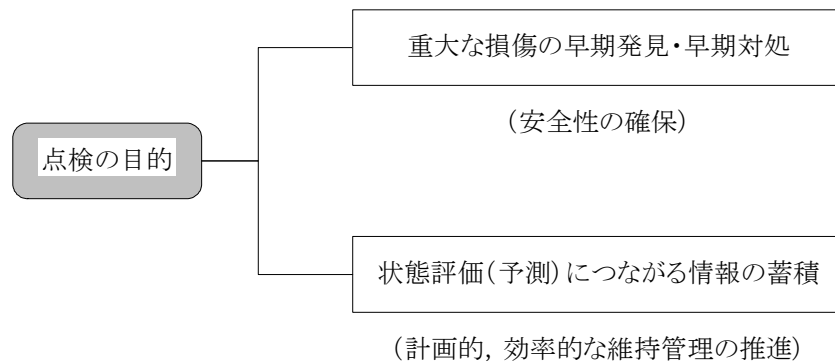 重大な損傷の早期発見・早期対処
（安全性の確保）
点検の目的
状態評価（予測）につながる情報の蓄積
（計画的，効率的な維持管理の推進）